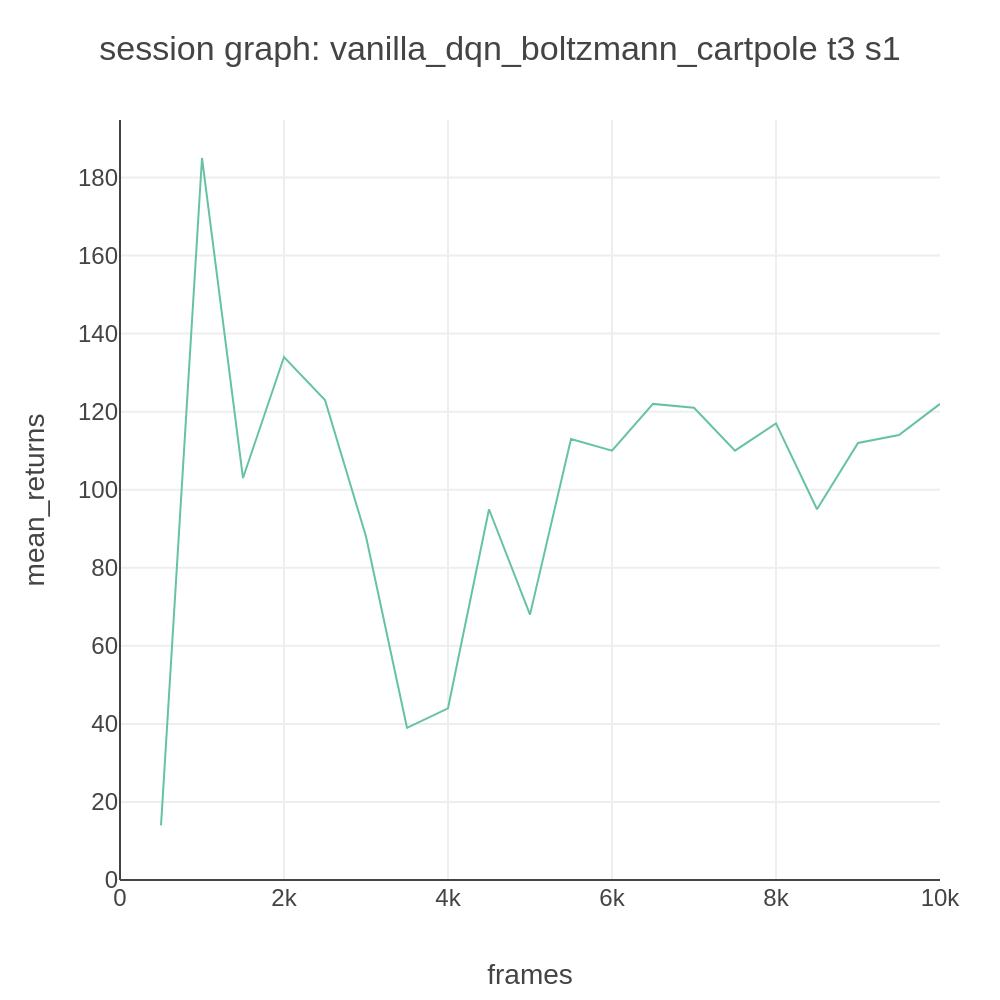 session graph: vanilla_dqn_boltzmann_cartpole t3 s1
mean_returns
180
160
140
120
100
80
60
40
20
0
0 2k 4k 6k 8k 10k
frames